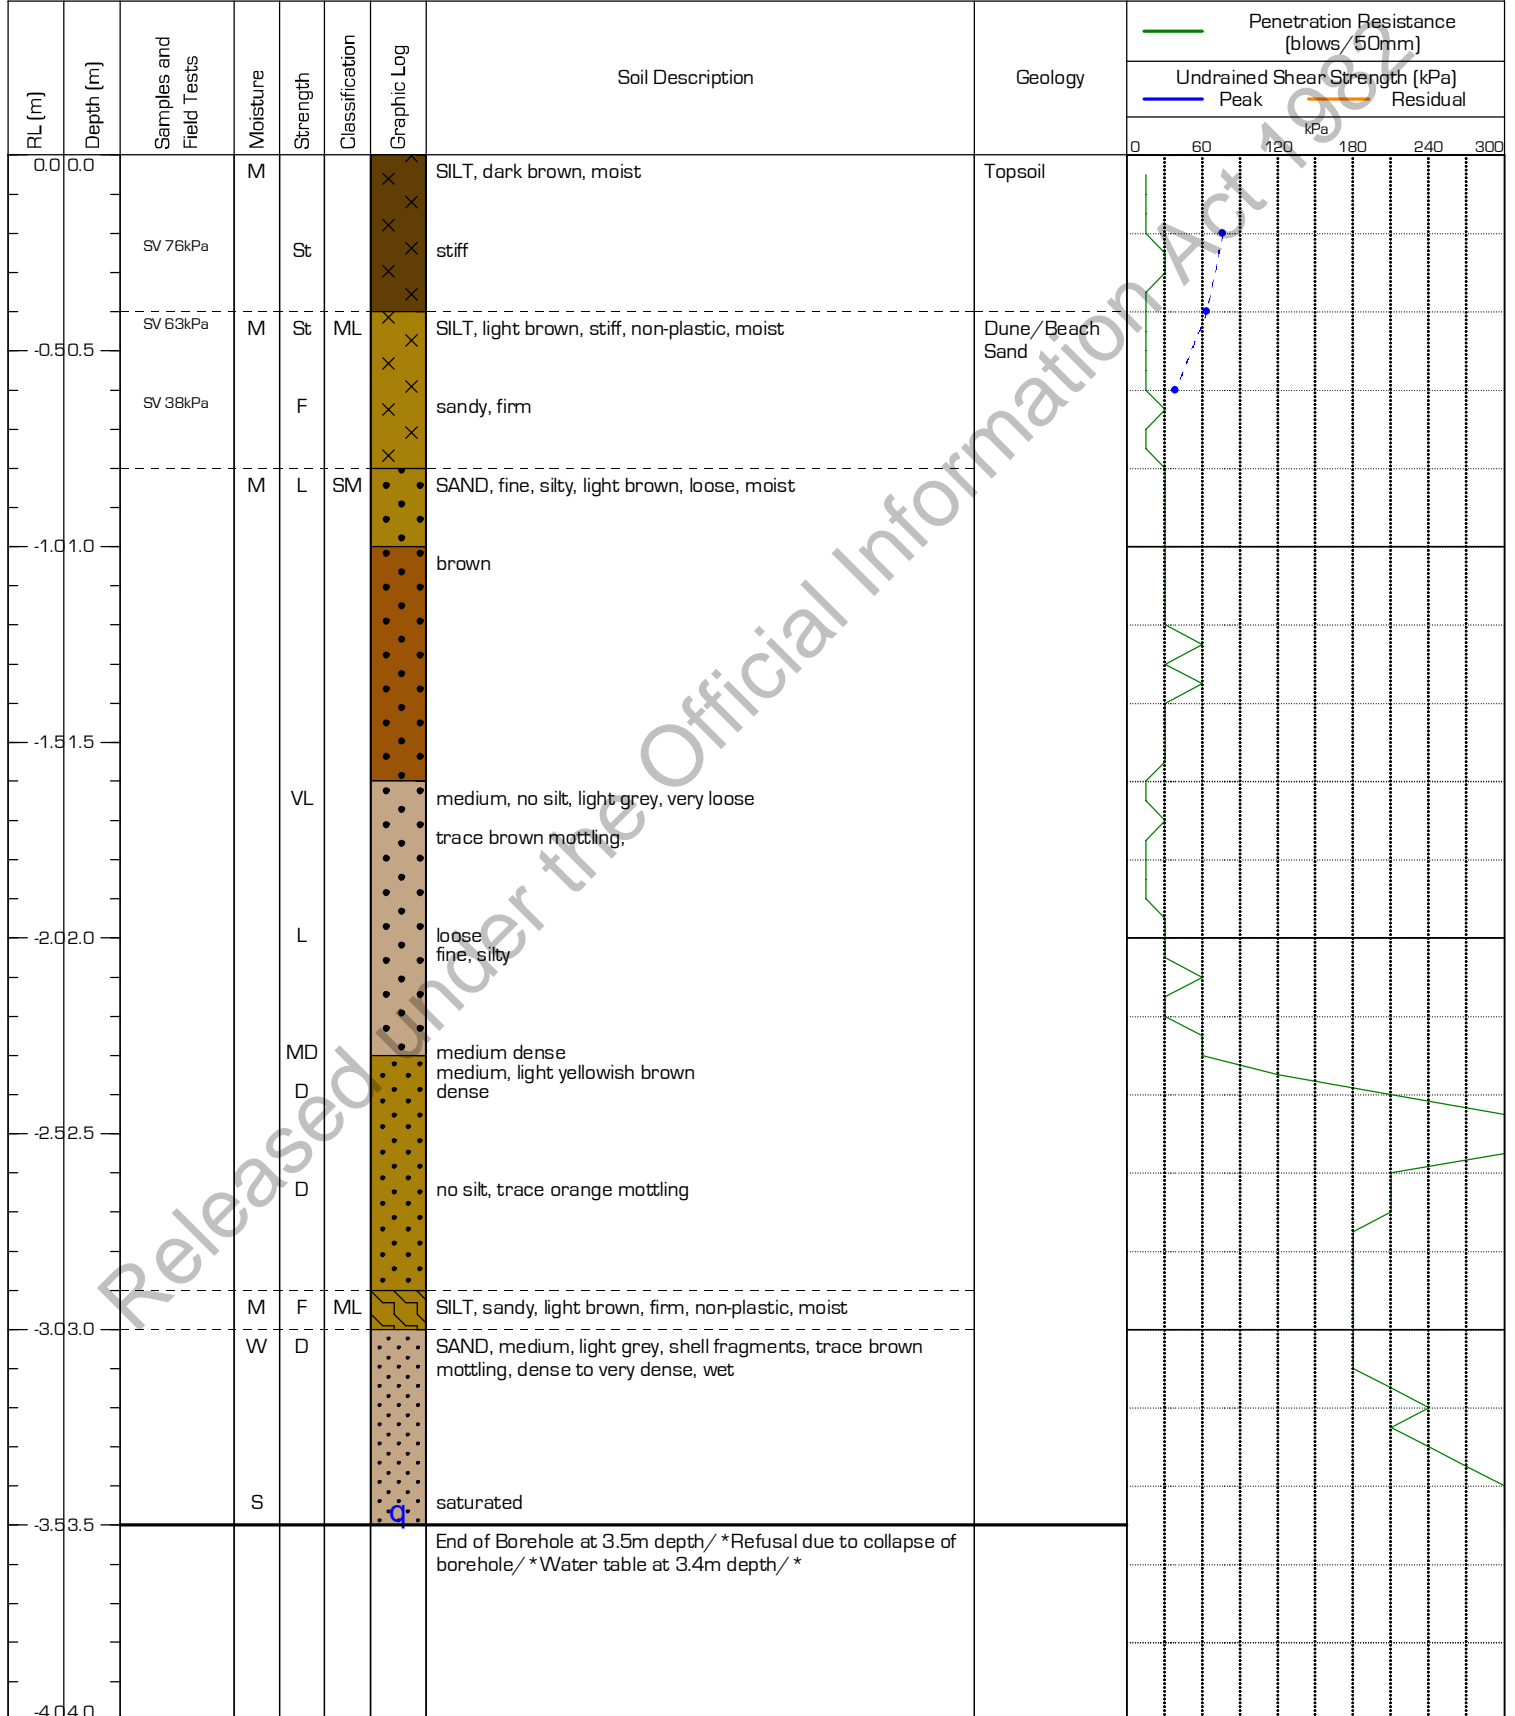 RL (m)
Depth (m)
Samples and
Field Tests
Moisture
Strength
Classification
Graphic Log
Soil Description
Geology
Penetration Resistance
(blows/50mm)
Undrained Shear Strength (kPa)
Peak Residual
kPa
0 60 120 180 240 300
0.0 0.0 M SILT, dark brown, moist Topsoil
SV 76kPa St stiff
SV 63kPa M St ML SILT, light brown, stiff, non-plastic, moist Dune/Beach
Sand
-0.5 0.5
SV 38kPa F sandy, firm
M L SM SAND, fine, silty, light brown, loose, moist
-1.0 1.0
brown
-1.5 1.5
VL medium, no silt, light grey, very loose
trace brown mottling,
-2.0 2.0 L loose
fine, silty
MD medium dense
medium, light yellowish brown
D dense
-2.5 2.5
D no silt, trace orange mottling
M F ML SILT, sandy, light brown, firm, non-plastic, moist
-3.0 3.0
W D SAND, medium, light grey, shell fragments, trace brown
mottling, dense to very dense, wet
S saturated
q
-3.5 3.5
End of Borehole at 3.5m depth/ *Refusal due to collapse of
borehole/ *Water table at 3.4m depth/ *
-4.0 4.0
Released under the Official Information Act 1982